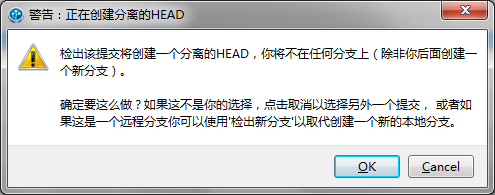 警告：正在创建分离的HEAD
检出该提交将创建一个分离的HEAD，你将不在任何分支上（除非你后面创建一
个新分支）。
确定要这么做？如果这不是你的选择，点击取消以选择另外一个提交， 或者如
果这是一个远程分支你可以使用'检出新分支'以取代创建一个新的本地分支。
OK
Cancel